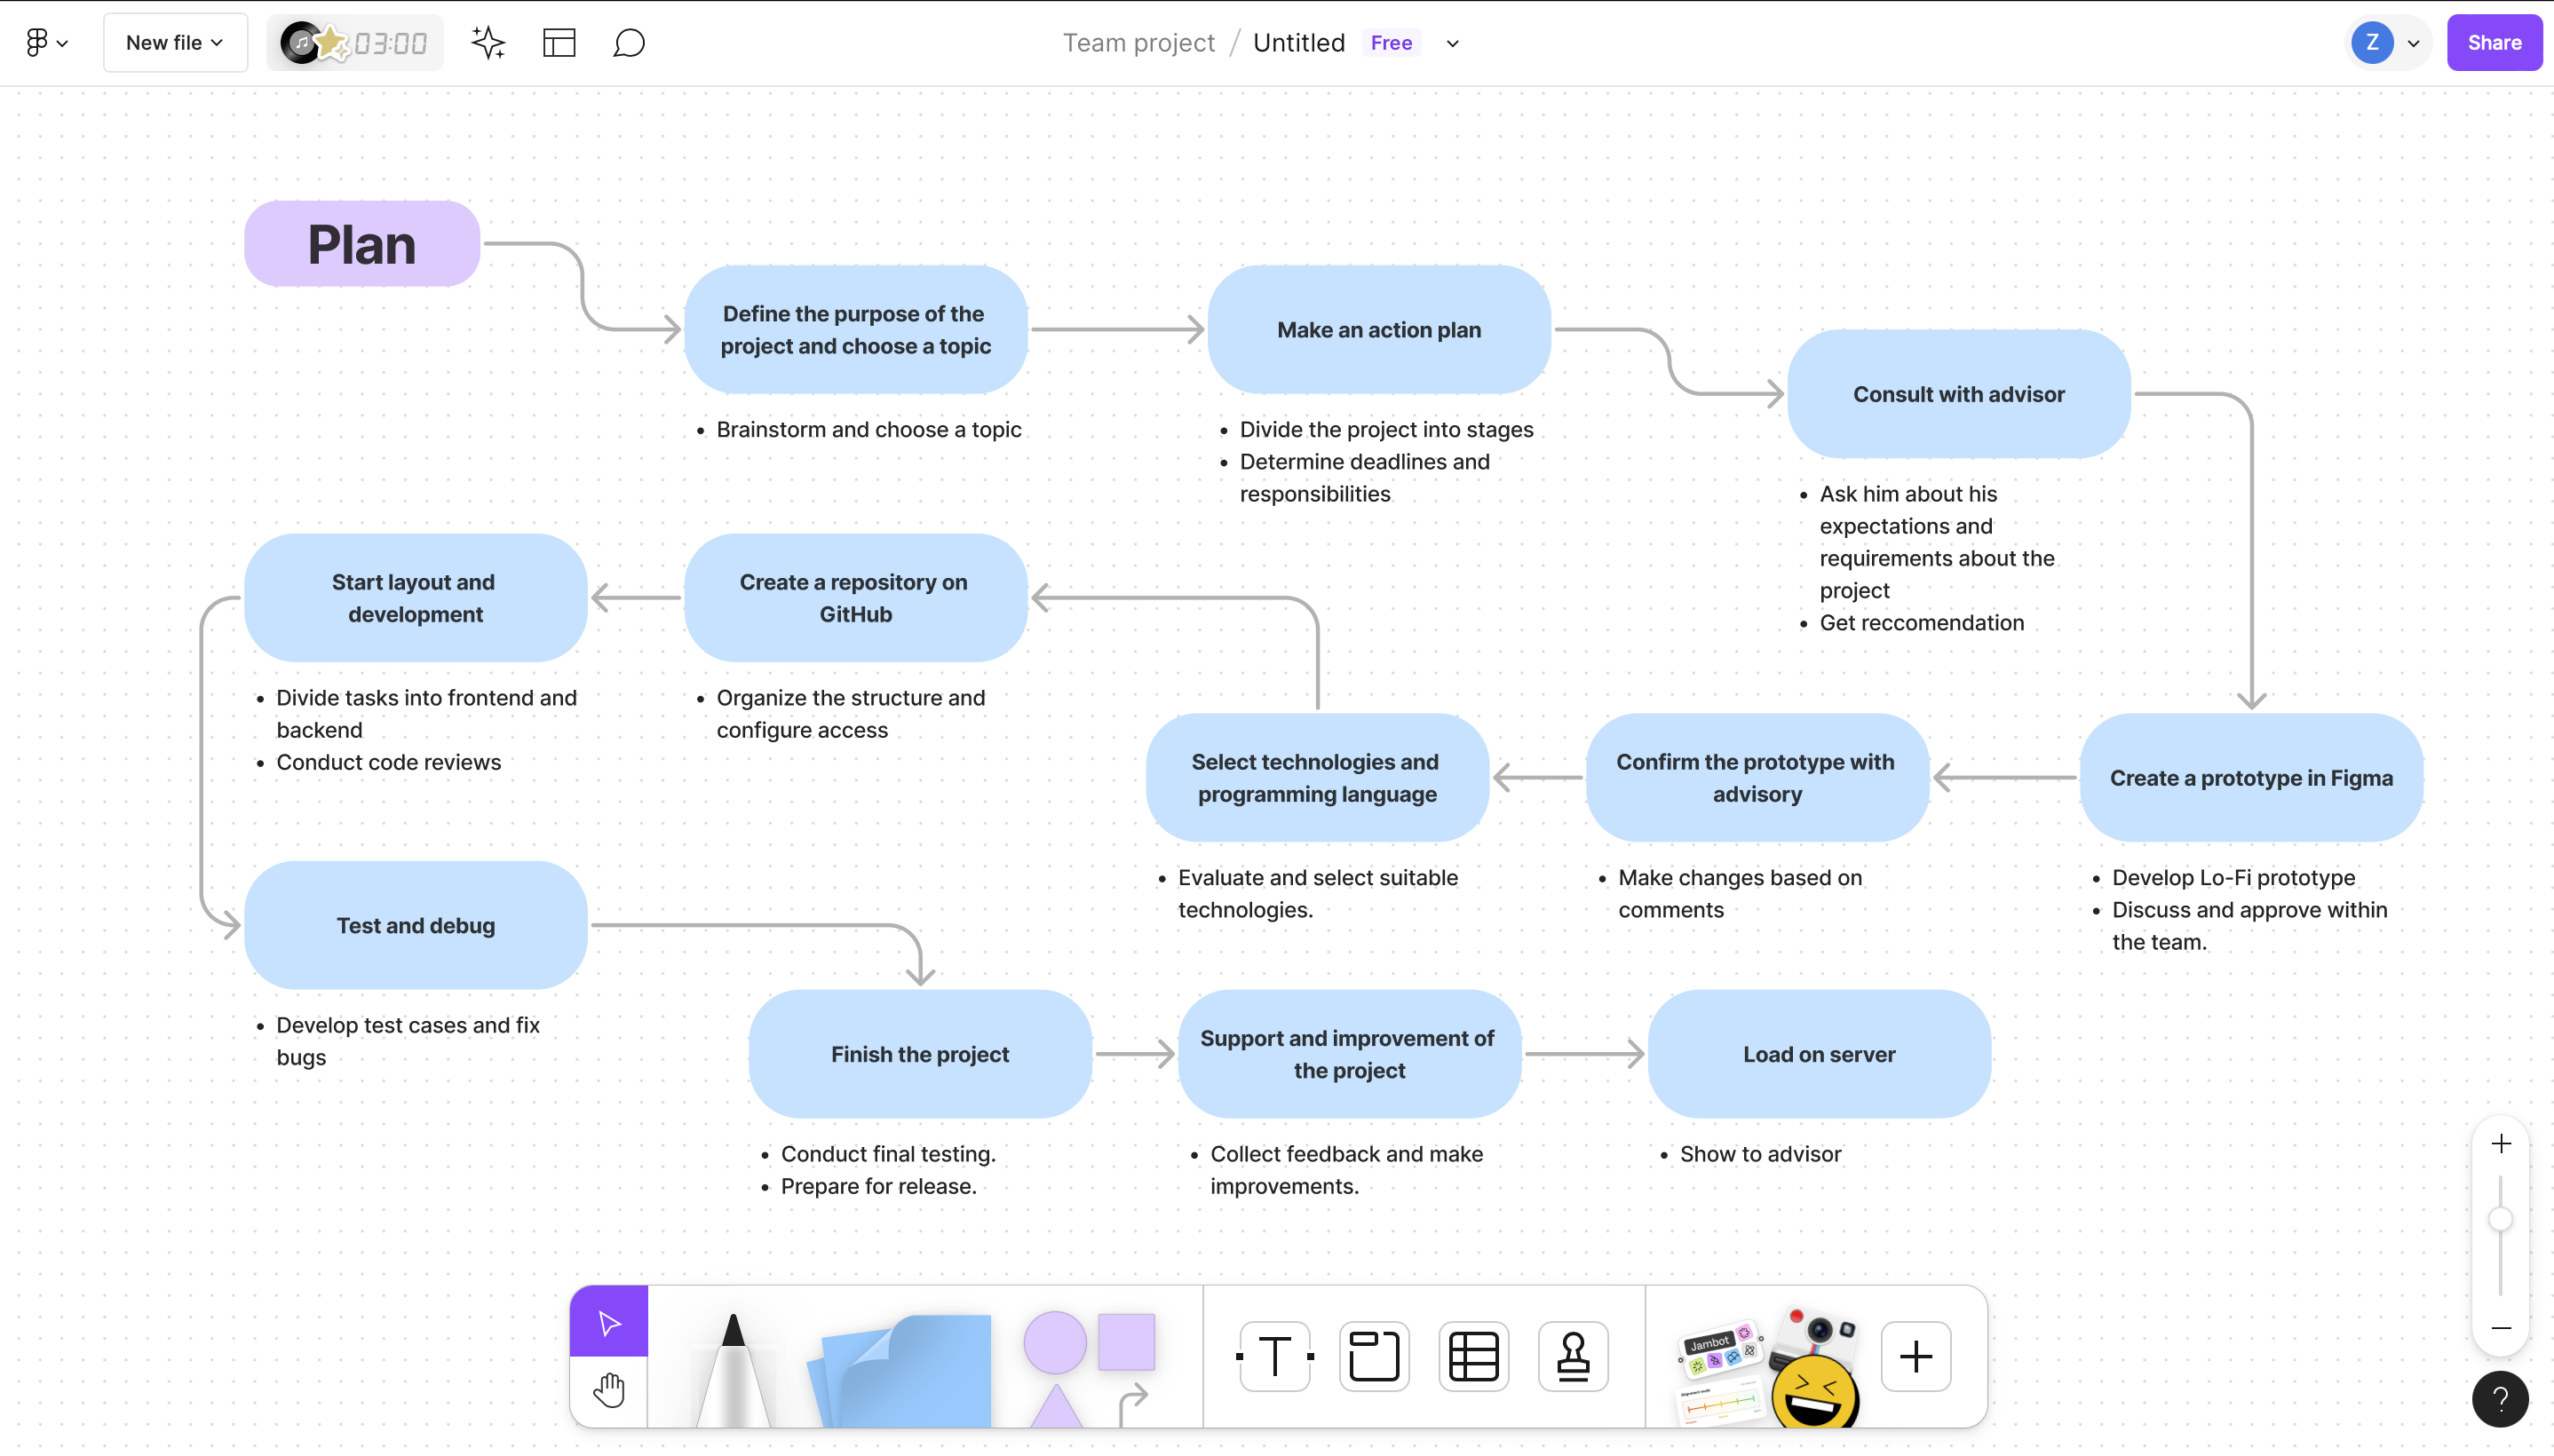 New file
03:00
Team project / Untitled
Free
Z
Share
Plan
Define the purpose of the
project and choose a topic
Brainstorm and choose a topic
Make an action plan
Divide the project into stages
Determine deadlines and
responsibilities
Consult with advisor
Ask him about his
expectations and
requirements about the
project
Get reccomendation
Create a prototype in Figma
Develop Lo-Fi prototype
Discuss and approve within
the team.
Confirm the prototype with
advisory
Make changes based on
comments
Select technologies and
programming language
Evaluate and select suitable
technologies.
Create a repository on
GitHub
Organize the structure and
configure access
Start layout and
development
Divide tasks into frontend and
backend
Conduct code reviews
Test and debug
Develop test cases and fix
bugs
Finish the project
Conduct final testing.
Prepare for release.
Support and improvement of
the project
Collect feedback and make
improvements.
Load on server
Show to advisor
T
Jambot
?